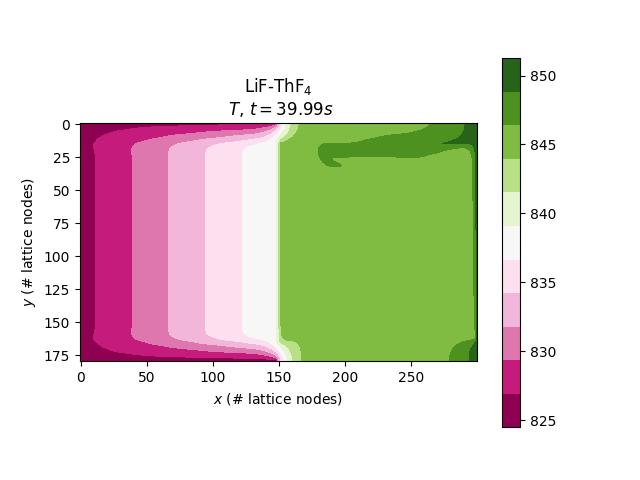 LiF-ThF₄
T, t = 39.99s
0
25
50
75
100
125
150
175
y (# lattice nodes)
0 50 100 150 200 250
x (# lattice nodes)
850
845
840
835
830
825